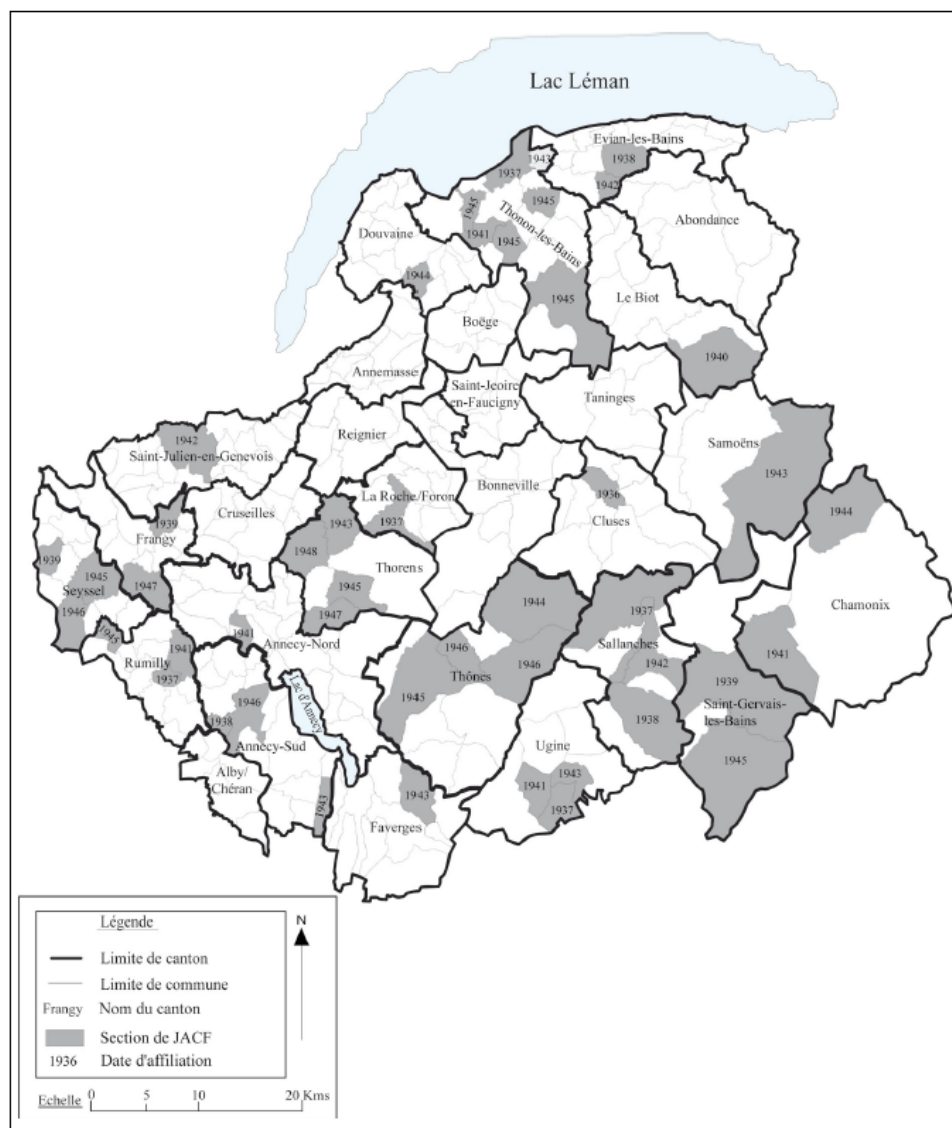 Lac Léman
Evian-les-Bains
1943
1938
1937
1942
1945
1945
Thonon-les-Bains
Abondance
Douvaine
1941
1945
1944
1945
Le Biot
Boëge
1940
Annemasse
Saint-Jeoire
en-Faucigny
Taninges
1942
Saint-Julien-en-Genevois
Reignier
Samoëns
1943
La Roche/Foron
Bonneville
1936
Cluses
1944
1939
Frangy
Cruseilles
1943
1937
1948
Thorens
1939
1945
Seyssel
1947
1945
1946
1947
1944
1937
Chamonix
1945
1941
1941
Annecy-Nord
1946
Sallanches
1941
Rumilly
1937
Thônes
1946
1942
1939
Saint-Gervais-
les-Bains
Lac d'Annecy
1946
1945
1938
1938
Annecy-Sud
Ugine
1945
Alby/
Chéran
1943
1943
1941
1943
1937
Faverges
Légende
N
Limite de canton
Limite de commune
Frangy Nom du canton
Section de JACF
1936 Date d'affiliation
Echelle 0 5 10 20 Kms